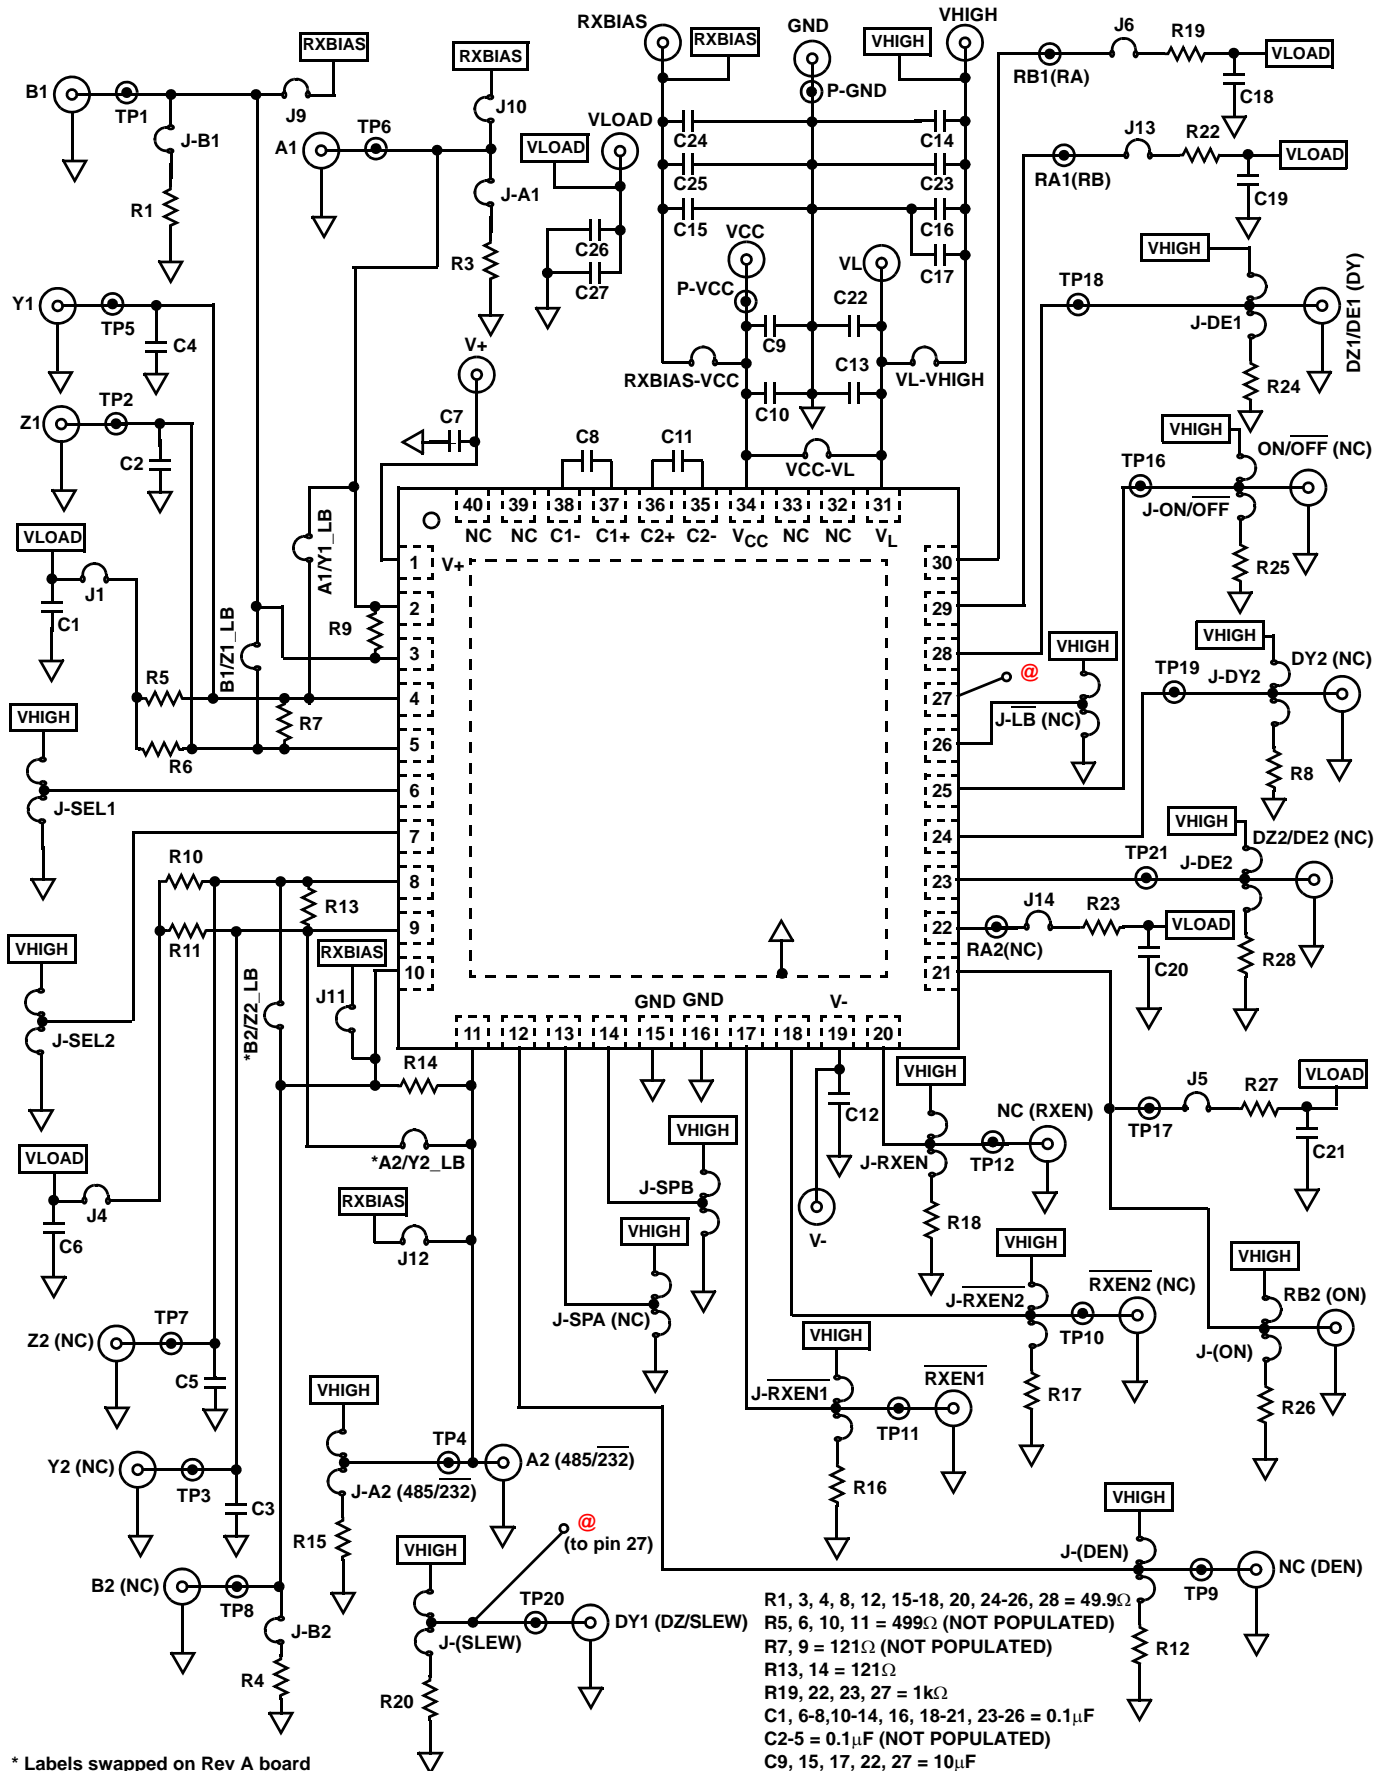 RXBIAS
GND
VHIGH
J6
R19
RXBIAS
RXBIAS
VHIGH
VLOAD
RXBIAS
B1
TP1
J9
J10
P-GND
RB1(RA)
C18
VLOAD
J-B1
A1
TP6
C24
C14
J13
R22
VLOAD
VLOAD
C25
C23
RA1(RB)
C19
R1
J-A1
C15
C16
VCC
VL
C17
VHIGH
R3
C26
C27
P-VCC
C22
TP18
DZ1/DE1 (DY)
Y1
TP5
C4
V+
C9
J-DE1
RXBIAS-VCC
C13
VL-VHIGH
R24
Z1
TP2
C7
C10
C8
C11
VHIGH
ON/OFF (NC)
C2
VCC-VL
TP16
J-ON/OFF
40 39 38 37 36 35 34 33 32 31
NC NC C1- C1+ C2+ C2- VCC NC NC VL
VLOAD
J1
A1/Y1_LB
1
V+
30
R25
C1
2
29
R9
B1/Z1_LB
3
28
VHIGH
VHIGH
DY2 (NC)
R5
4
27
@
TP19
J-DY2
VHIGH
R7
J-LB (NC)
R6
5
26
J-SEL1
6
25
R8
7
24
VHIGH
DZ2/DE2 (NC)
R10
8
23
TP21
J-DE2
R13
J14
R23
R11
9
22
VLOAD
VHIGH
RXBIAS
RA2(NC)
C20
R28
10
21
*B2/Z2_LB
J11
GND GND
V-
J-SEL2
11 12 13 14 15 16 17 18 19 20
R14
VHIGH
J5
R27
VLOAD
C12
NC (RXEN)
TP17
C21
VLOAD
*A2/Y2_LB
VHIGH
J-RXEN
TP12
J4
RXBIAS
J-SPB
C6
J12
VHIGH
V-
R18
VHIGH
VHIGH
TP7
J-SPA (NC)
J-RXEN2
RXEN2 (NC)
RB2 (ON)
Z2 (NC)
VHIGH
TP10
J-(ON)
C5
VHIGH
J-RXEN1
RXEN1
R17
R26
Y2 (NC)
TP3
TP4
A2 (485/232)
TP11
J-A2 (485/232)
R16
C3
VHIGH
R15
@
(to pin 27)
VHIGH
J-(DEN)
B2 (NC)
TP8
TP9
NC (DEN)
TP20
DY1 (DZ/SLEW)
J-B2
J-(SLEW)
R12
R4
R20
R1, 3, 4, 8, 12, 15-18, 20, 24-26, 28 = 49.9Ω
R5, 6, 10, 11 = 499Ω (NOT POPULATED)
R7, 9 = 121Ω (NOT POPULATED)
R13, 14 = 121Ω
R19, 22, 23, 27 = 1kΩ
C1, 6-8,10-14, 16, 18-21, 23-26 = 0.1μF
C2-5 = 0.1μF (NOT POPULATED)
C9, 15, 17, 22, 27 = 10μF
* Labels swapped on Rev A board